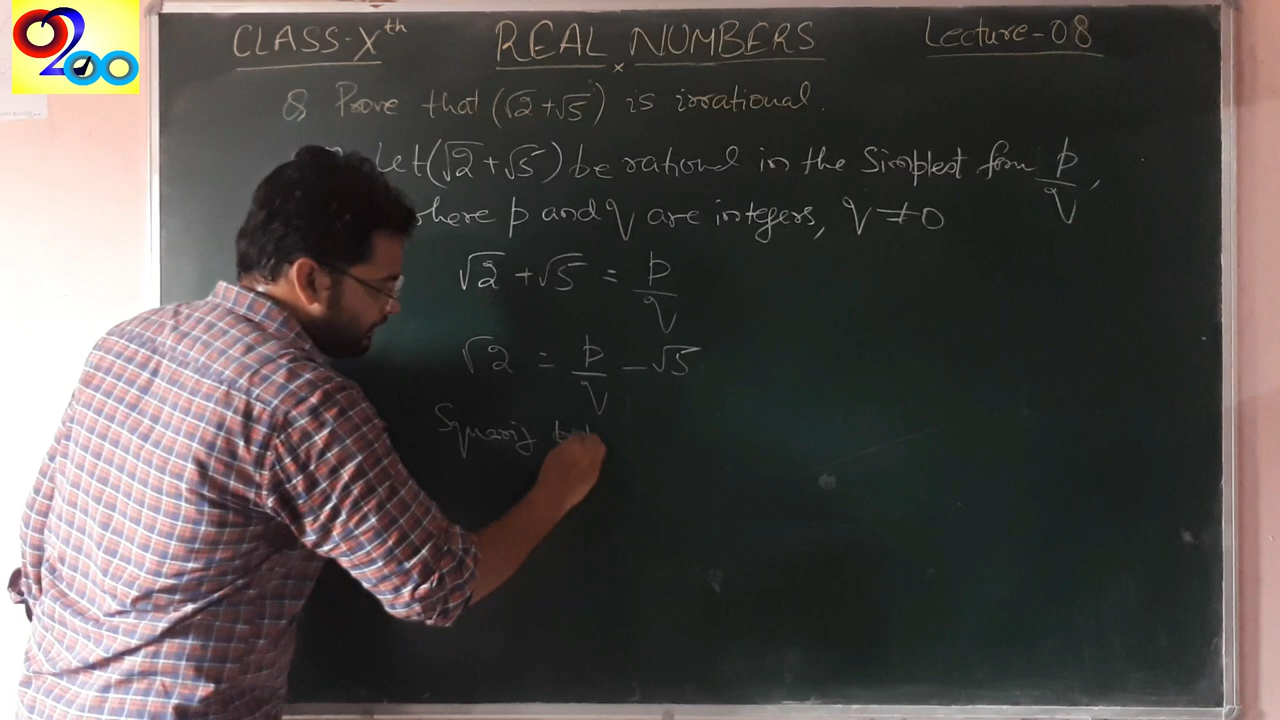 0200
CLASS-Xth REAL NUMBERS Lecture-08
Q Prove that (√2+√5) is irrational.
Let (√2+√5) be rational in the simplest form p/q,
where p and q are integers, q ≠ 0
√2 + √5 = p/q
√2 = p/q - √5
Squaring